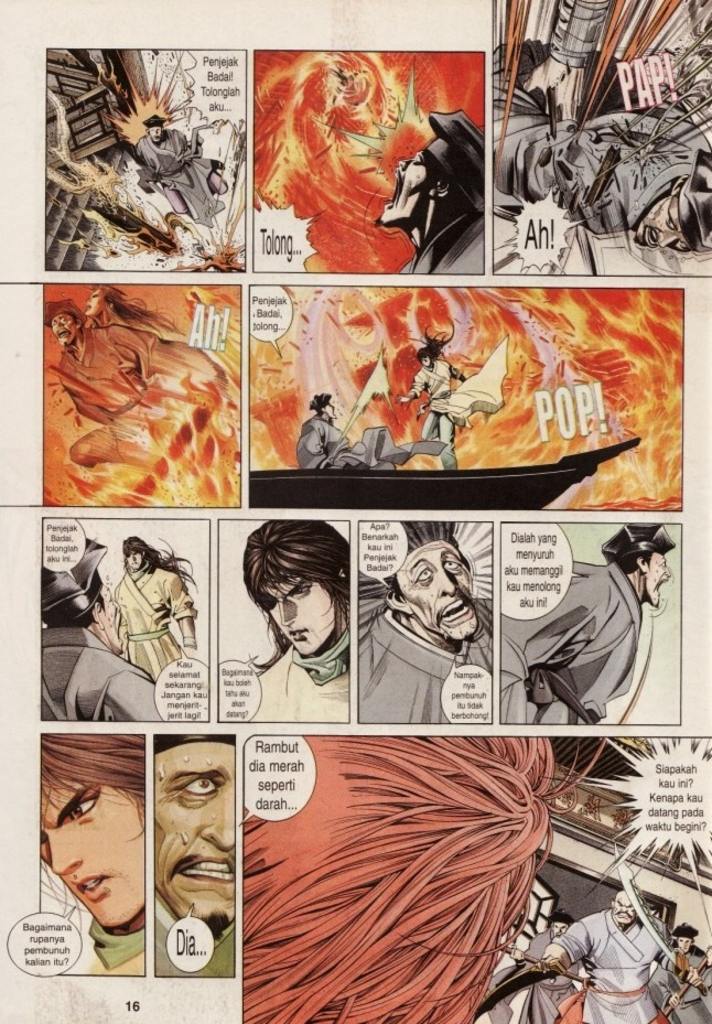 Penjejak
Badai!
Tolonglah
aku...
Tolong...
PAP!
Ah!
Ah!
Penjejak
Badai,
tolong...
POP!
Penjejak
Badai,
tolonglah
aku ini...
Kau
selamat
sekarang!
Jangan kau
menjerit-
jerit lagi!
Bagaimana
kau boleh
tahu aku
akan
datang?
Apa?
Benarkah
kau ini
Penjejak
Badai?
Nampak-
nya
pembunuh
itu tidak
berbohong!
Dialah yang
menyuruh
aku memanggil
kau menolong
aku ini!
Bagaimana
rupanya
pembunuh
kalian itu?
Dia...
Rambut
dia merah
seperti
darah...
Siapakah
kau ini?
Kenapa kau
datang pada
waktu begini?
16